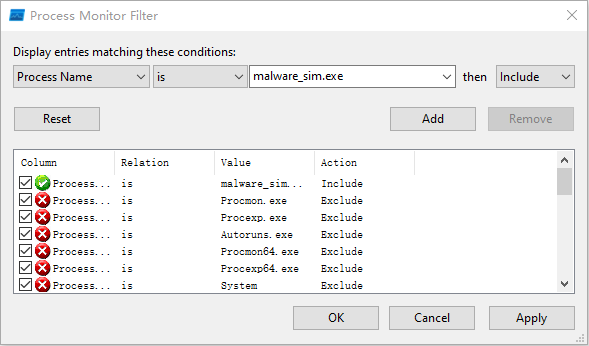 Process Monitor Filter
Display entries matching these conditions:
Process Name is malware_sim.exe then Include
Reset Add Remove
Column Relation Value Action
Process... is malware_sim... Include
Process... is Procmon.exe Exclude
Process... is Procexp.exe Exclude
Process... is Autoruns.exe Exclude
Process... is Procmon64.exe Exclude
Process... is Procexp64.exe Exclude
Process... is System Exclude
OK Cancel Apply